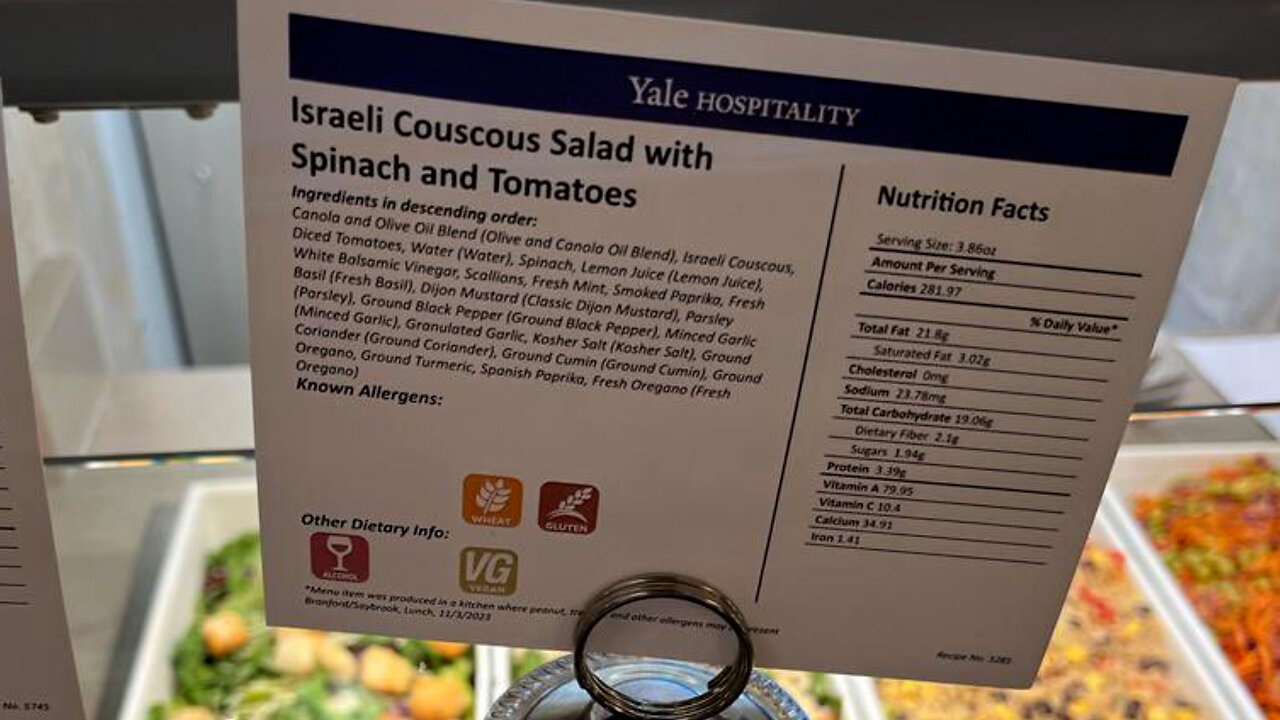 Yale HOSPITALITY
Israeli Couscous Salad with
Spinach and Tomatoes
Ingredients in descending order:
Canola and Olive Oil Blend (Olive and Canola Oil Blend), Israeli Couscous,
Diced Tomatoes, Water (Water), Spinach, Lemon Juice (Lemon Juice),
White Balsamic Vinegar, Scallions, Fresh Mint, Smoked Paprika, Fresh
Basil (Fresh Basil), Dijon Mustard (Classic Dijon Mustard), Parsley
(Parsley), Ground Black Pepper (Ground Black Pepper), Minced Garlic
(Minced Garlic), Granulated Garlic, Kosher Salt (Kosher Salt), Ground
Coriander (Ground Coriander), Ground Cumin (Ground Cumin), Ground
Oregano, Ground Turmeric, Spanish Paprika, Fresh Oregano (Fresh
Oregano)
Known Allergens:
WHEAT
GLUTEN
Other Dietary Info:
ALCOHOL
VG
VEGAN
*Menu item was produced in a kitchen where peanut, and other allergens may present
Branford/Saybrook, Lunch, 11/3/2023
Nutrition Facts
Serving Size: 3.86oz
Amount Per Serving
Calories 281.97
% Daily Value*
Total Fat 21.8g
Saturated Fat 3.02g
Cholesterol 0mg
Sodium 23.78mg
Total Carbohydrate 19.06g
Dietary Fiber 2.1g
Sugars 1.94g
Protein 3.39g
Vitamin A 79.95
Vitamin C 10.4
Calcium 34.91
Iron 1.41
Recipe No. 3285
No. 5745